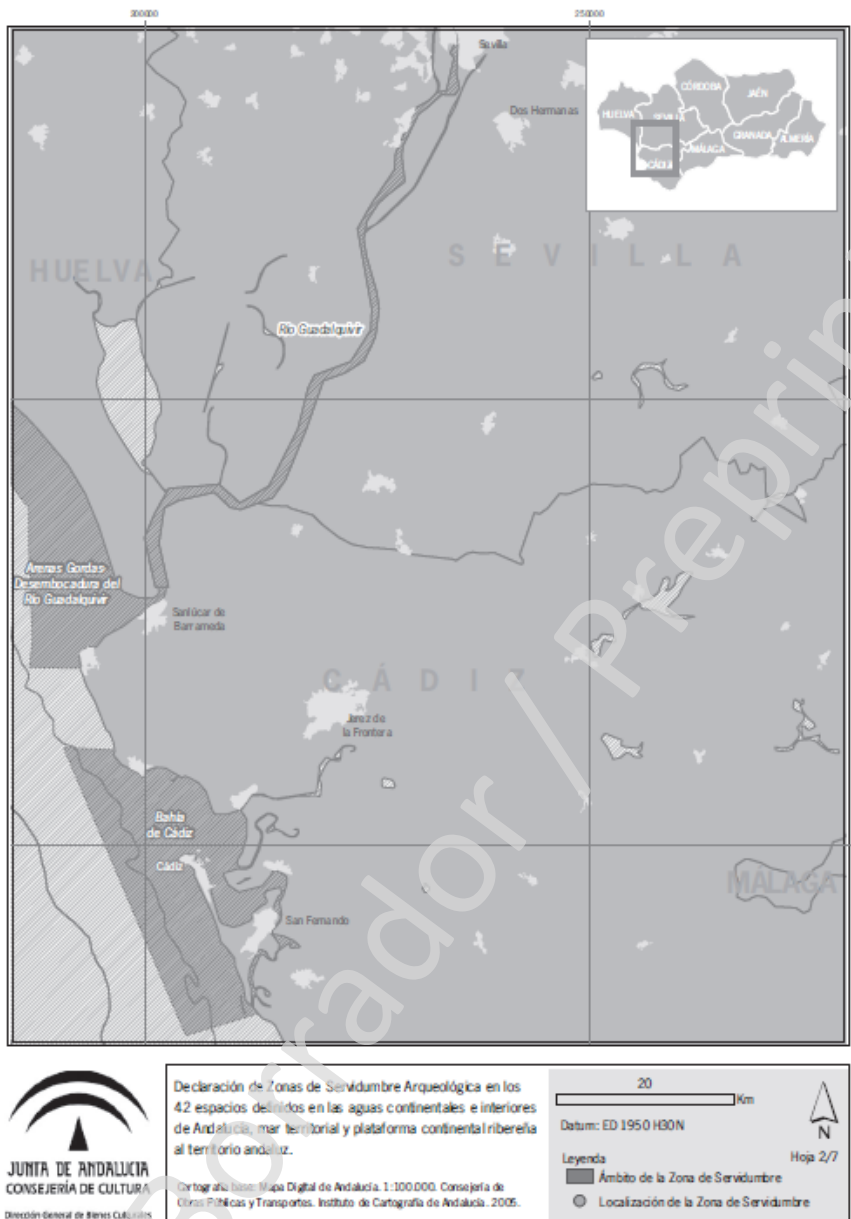 300000 250000
Sevilla
Dos Hermanas
CÓRDOBA
JAÉN
HUELVA SEVILLA
GRANADA ALMERÍA
MÁLAGA
CÁDIZ
HUELVA
SEVILLA
Río Guadalquivir
Arenas Gordas-
Desembocadura del
Río Guadalquivir
Sanlúcar de
Barrameda
CÁDIZ
Jerez de
la Frontera
Bahía
de Cádiz
Cádiz
MÁLAGA
San Fernando
Borrador / Preprin
JUNTA DE ANDALUCIA
CONSEJERÍA DE CULTURA
Dirección General de Bienes Culturales
Declaración de Zonas de Servidumbre Arqueológica en los
42 espacios definidos en las aguas continentales e interiores
de Andalucía, mar territorial y plataforma continental ribereña
al territorio andaluz.
Cartografía base: Mapa Digital de Andalucía. 1:100.000. Consejería de
Obras Públicas y Transportes. Instituto de Cartografía de Andalucía. 2005.
20
Km
Datum: ED 1950 H30N
N
Leyenda
Hoja 2/7
Ámbito de la Zona de Servidumbre
Localización de la Zona de Servidumbre